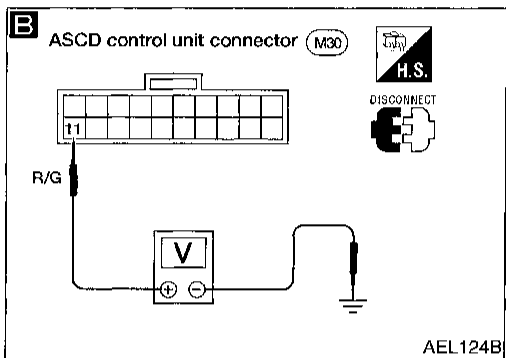 B
ASCD control unit connector M30
H.S.
DISCONNECT
11
R/G
V
+ −
AEL124B